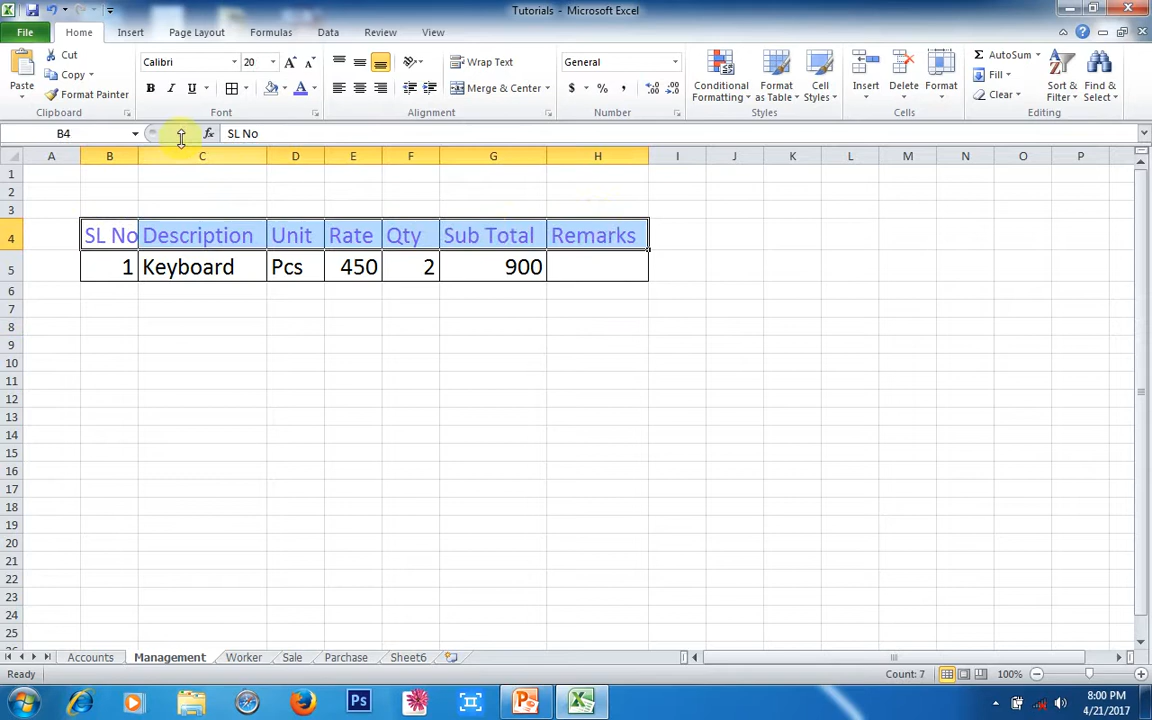 Tutorials - Microsoft Excel
File Home Insert Page Layout Formulas Data Review View
Cut
Copy
Format Painter
Paste
Clipboard
Calibri 20
B I U
Font
Wrap Text
Merge & Center
Alignment
General
$ % ,
Number
Conditional Formatting
Format as Table
Cell Styles
Styles
Insert Delete Format
Cells
AutoSum
Fill
Clear
Sort & Filter
Find & Select
Editing
B4 fx SL No
A B C D E F G H I J K L M N O P
1
2
3
4 SL No Description Unit Rate Qty Sub Total Remarks
5 1 Keyboard Pcs 450 2 900
6
7
8
9
10
11
12
13
14
15
16
17
18
19
20
21
22
23
24
25
Accounts Management Worker Sale Parchase Sheet6
Ready Count: 7 100%
Ps
8:00 PM
4/21/2017